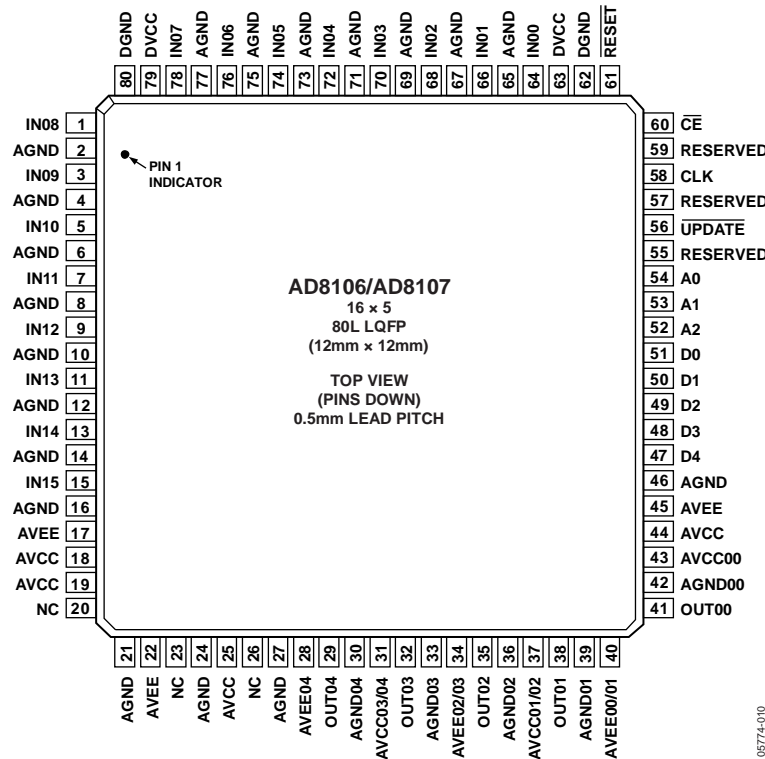 80 DGND
79 DVCC
78 IN07
77 AGND
76 IN06
75 AGND
74 IN05
73 AGND
72 IN04
71 AGND
70 IN03
69 AGND
68 IN02
67 AGND
66 IN01
65 AGND
64 IN00
63 DVCC
62 DGND
61 RESET
IN08 1
AGND 2
IN09 3
AGND 4
IN10 5
AGND 6
IN11 7
AGND 8
IN12 9
AGND 10
IN13 11
AGND 12
IN14 13
AGND 14
IN15 15
AGND 16
AVEE 17
AVCC 18
AVCC 19
NC 20
PIN 1
INDICATOR
AD8106/AD8107
16 × 5
80L LQFP
(12mm × 12mm)
TOP VIEW
(PINS DOWN)
0.5mm LEAD PITCH
60 CE
59 RESERVED
58 CLK
57 RESERVED
56 UPDATE
55 RESERVED
54 A0
53 A1
52 A2
51 D0
50 D1
49 D2
48 D3
47 D4
46 AGND
45 AVEE
44 AVCC
43 AVCC00
42 AGND00
41 OUT00
21 AGND
22 AVEE
23 NC
24 AGND
25 AVCC
26 NC
27 AGND
28 AVEE04
29 OUT04
30 AGND04
31 AVCC03/04
32 OUT03
33 AGND03
34 AVEE02/03
35 OUT02
36 AGND02
37 AVCC01/02
38 OUT01
39 AGND01
40 AVEE00/01
05774-010